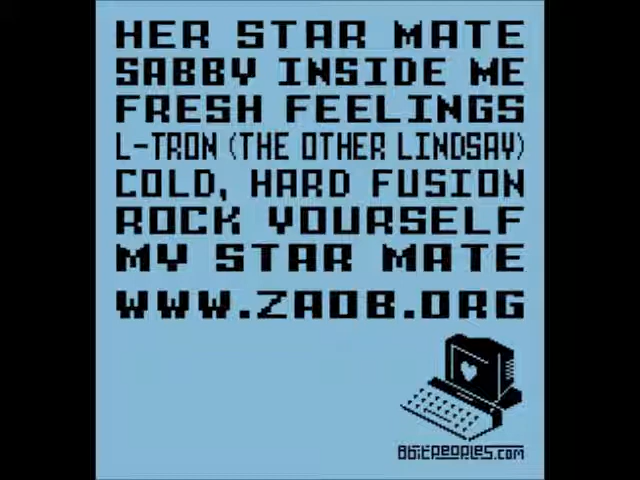 HER STAR MATE
SABBY INSIDE ME
FRESH FEELINGS
L-TRON (THE OTHER LINDSAY)
COLD, HARD FUSION
ROCK YOURSELF
MY STAR MATE
WWW.ZAOB.ORG
8bitpeoples.com